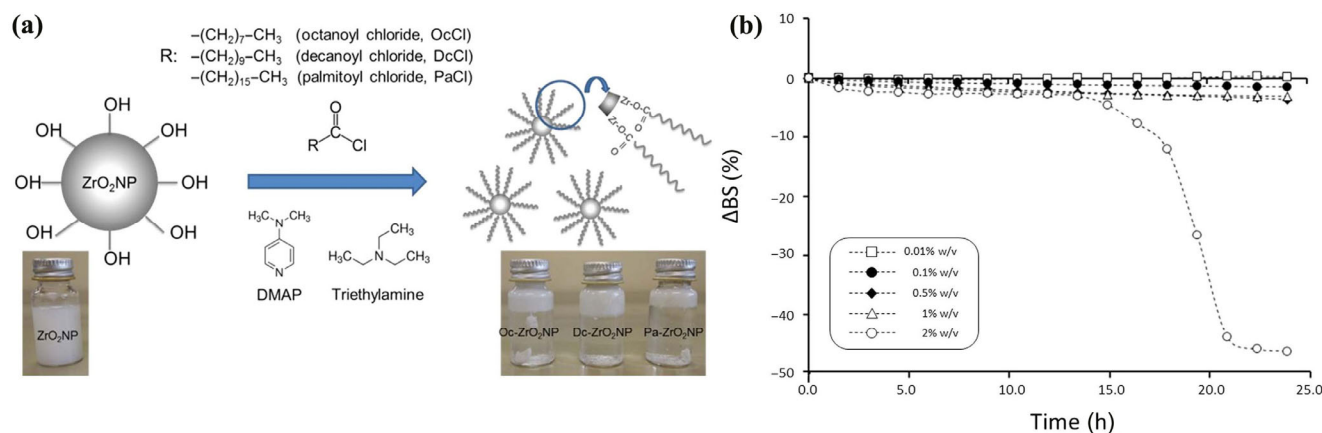 (a)
–(CH2)7–CH3 (octanoyl chloride, OcCl)
R: –(CH2)9–CH3 (decanoyl chloride, DcCl)
–(CH2)15–CH3 (palmitoyl chloride, PaCl)
OH
OH
OH
OH
OH
OH
OH
OH
ZrO2NP
O
R
Cl
H3C
N
CH3
N
DMAP
CH3
H3C
N
CH3
Triethylamine
Zr–O–C
O
Zr–O–C
O
ZrO2NP
Oc-ZrO2NP
Dc-ZrO2NP
Pa-ZrO2NP
(b)
10
0
–10
–20
–30
–40
–50
ΔBS (%)
0.01% w/v
0.1% w/v
0.5% w/v
1% w/v
2% w/v
0.0
5.0
10.0
15.0
20.0
25.0
Time (h)